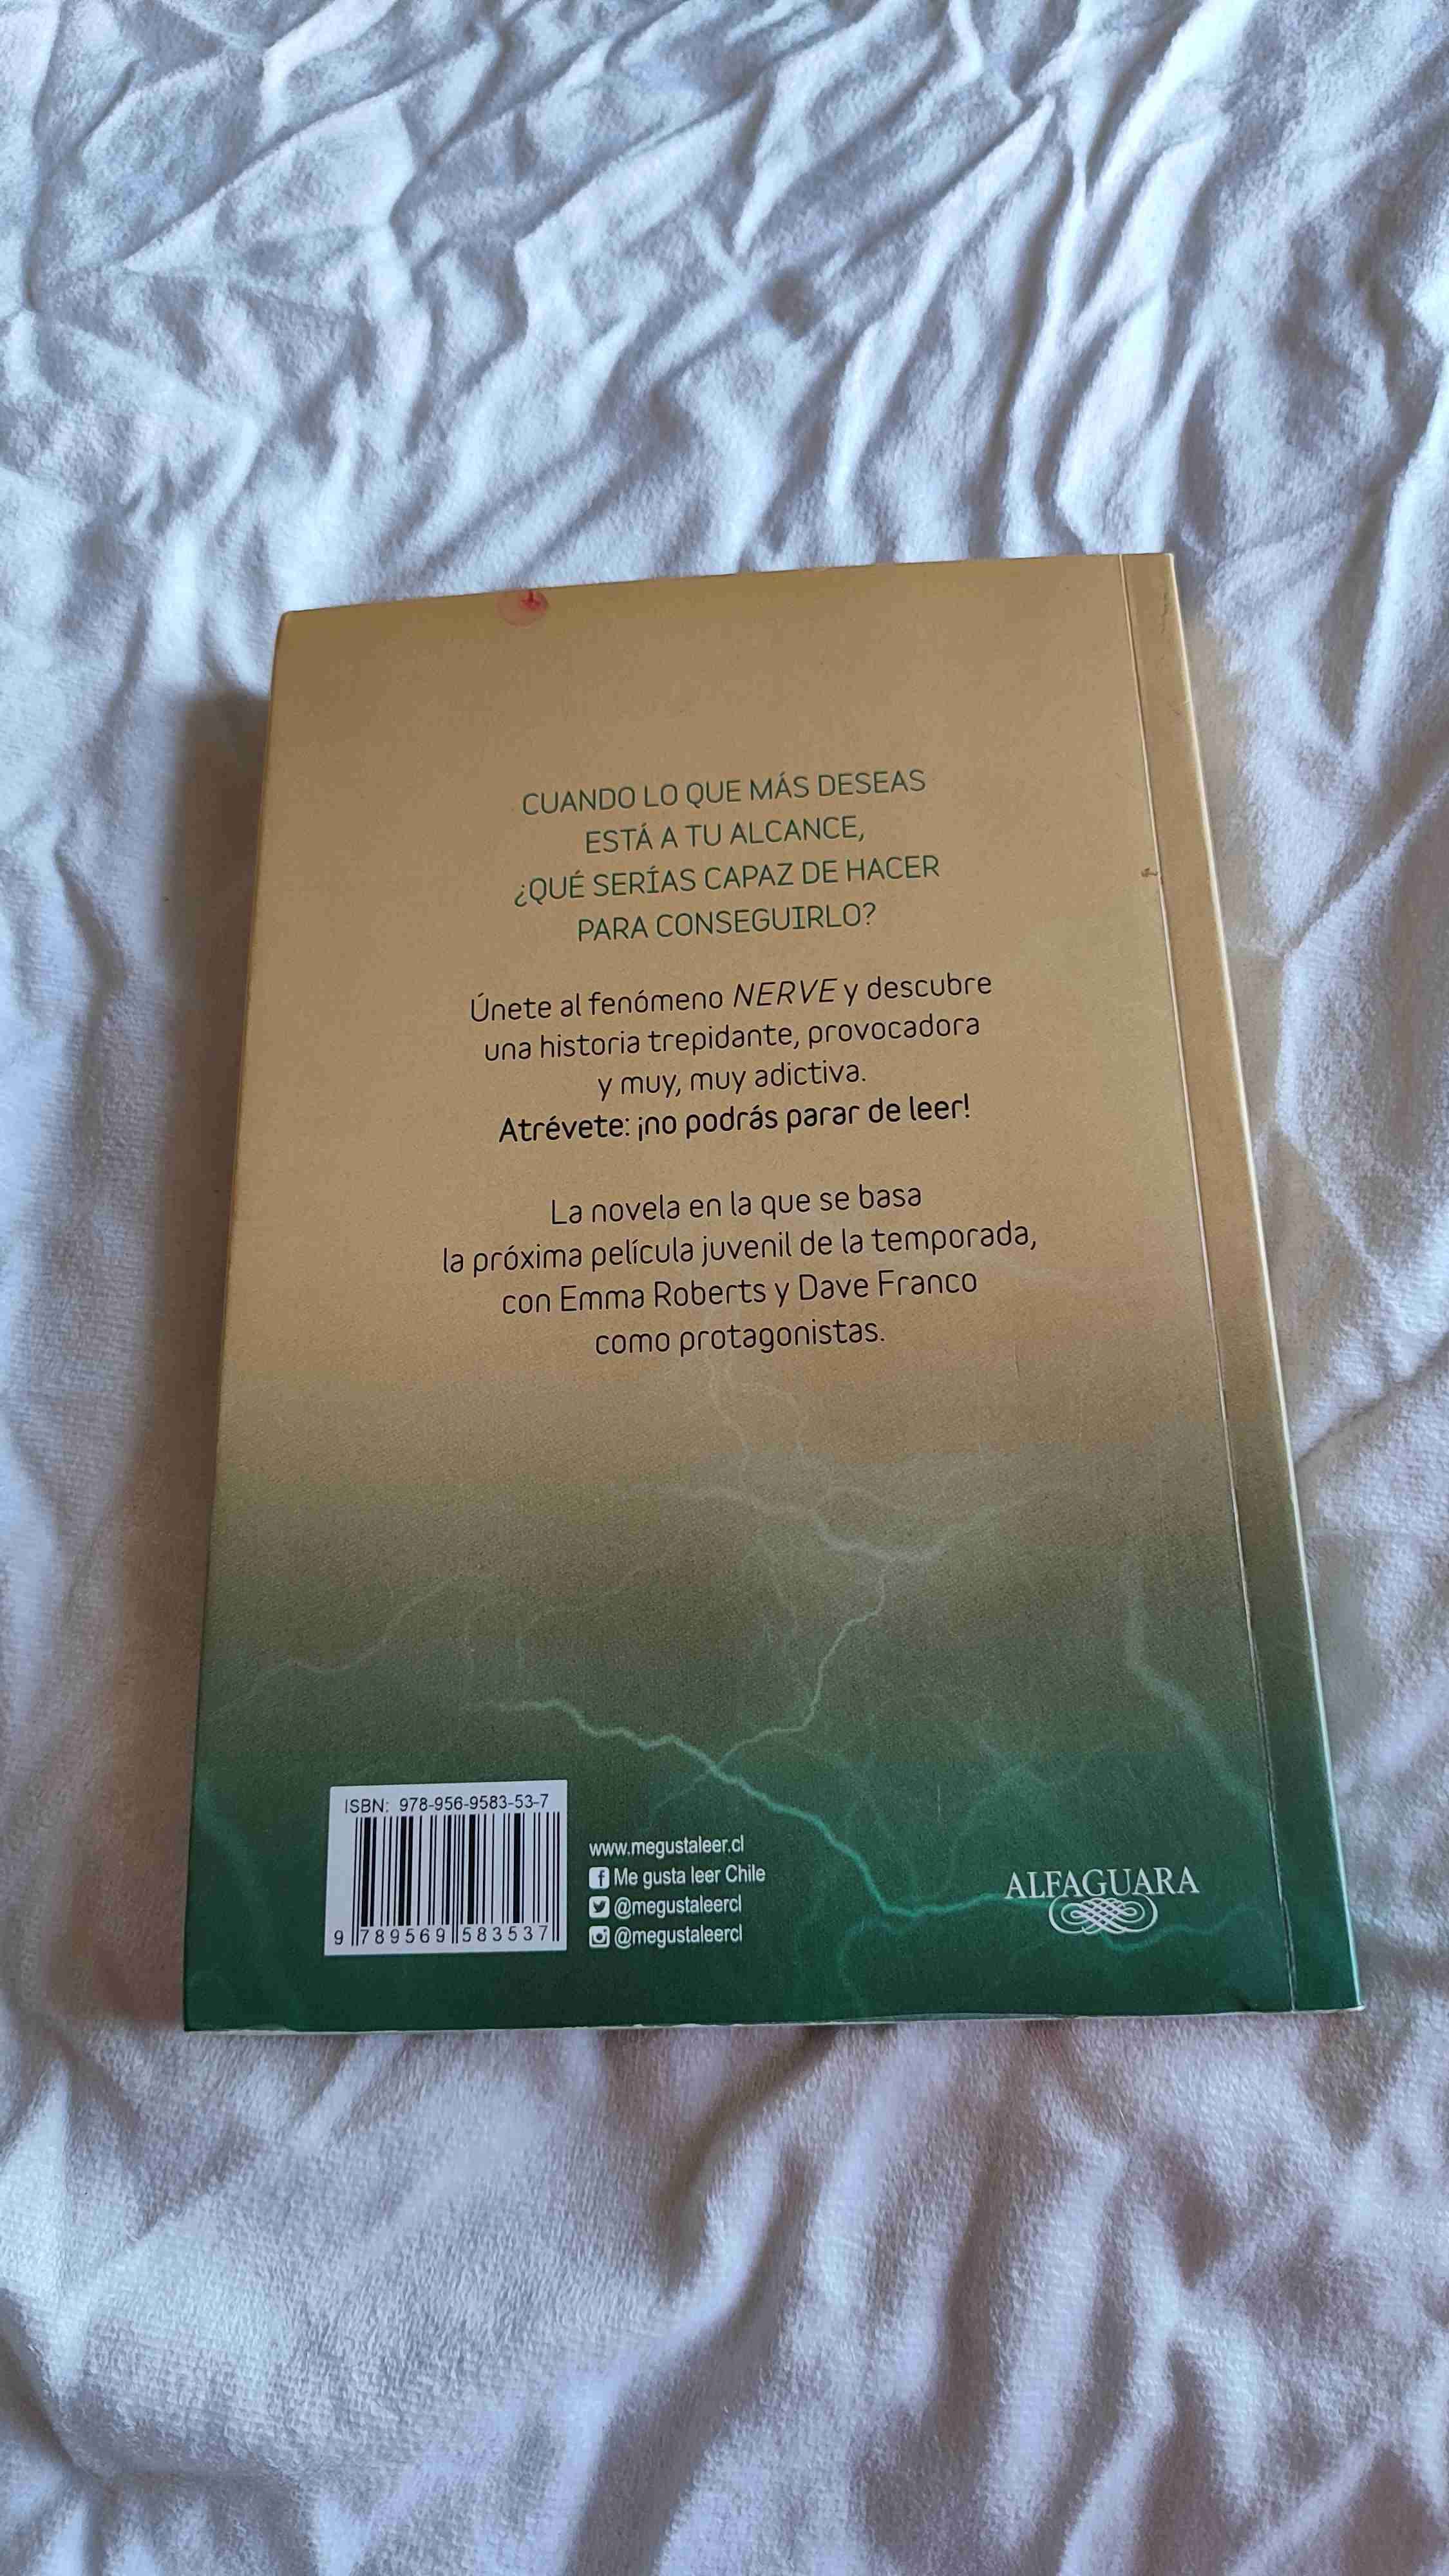 CUANDO LO QUE MÁS DESEAS
ESTÁ A TU ALCANCE,
¿QUÉ SERÍAS CAPAZ DE HACER
PARA CONSEGUIRLO?
Únete al fenómeno NERVE y descubre
una historia trepidante, provocadora
y muy, muy adictiva.
Atrévete: ¡no podrás parar de leer!
La novela en la que se basa
la próxima película juvenil de la temporada,
con Emma Roberts y Dave Franco
como protagonistas.
ISBN: 978-956-9583-53-7
9 789569 583537
www.megustaleer.cl
Me gusta leer Chile
@megustaleercl
@megustaleercl
ALFAGUARA